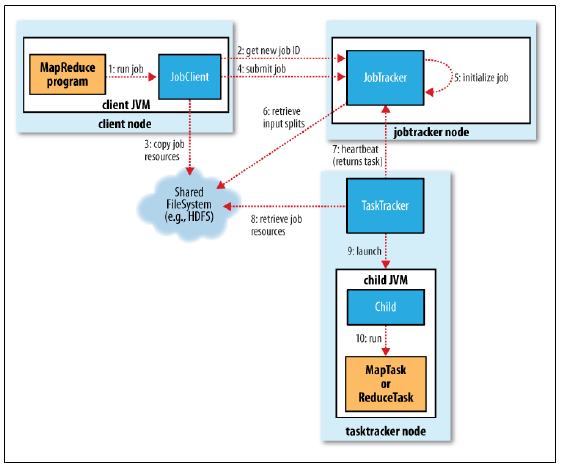 MapReduce
program
1: run job
JobClient
client JVM
client node
2: get new job ID
4: submit job
JobTracker
5: initialize job
jobtracker node
3: copy job
resources
6: retrieve
input splits
7: heartbeat
(returns task)
Shared
FileSystem
(e.g., HDFS)
8: retrieve job
resources
TaskTracker
9: launch
child JVM
Child
10: run
MapTask
or
ReduceTask
tasktracker node